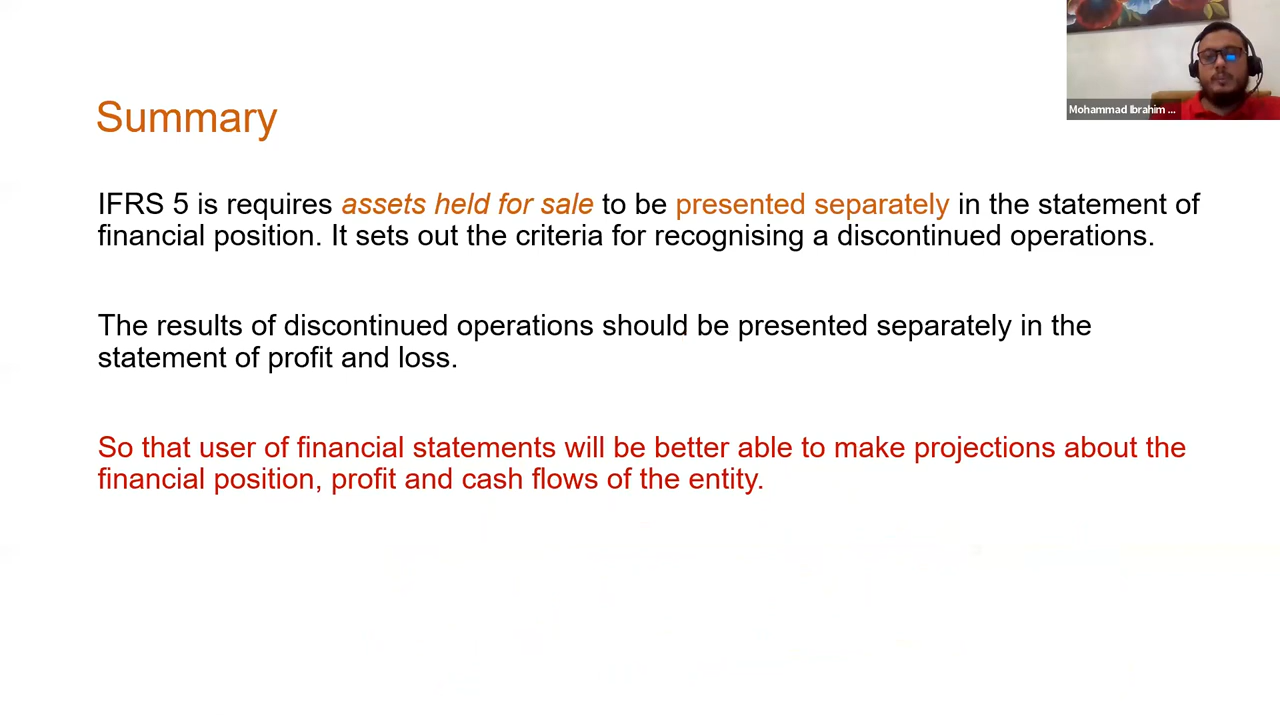 Mohammad Ibrahim ...
Summary
IFRS 5 is requires assets held for sale to be presented separately in the statement of
financial position. It sets out the criteria for recognising a discontinued operations.
The results of discontinued operations should be presented separately in the
statement of profit and loss.
So that user of financial statements will be better able to make projections about the
financial position, profit and cash flows of the entity.